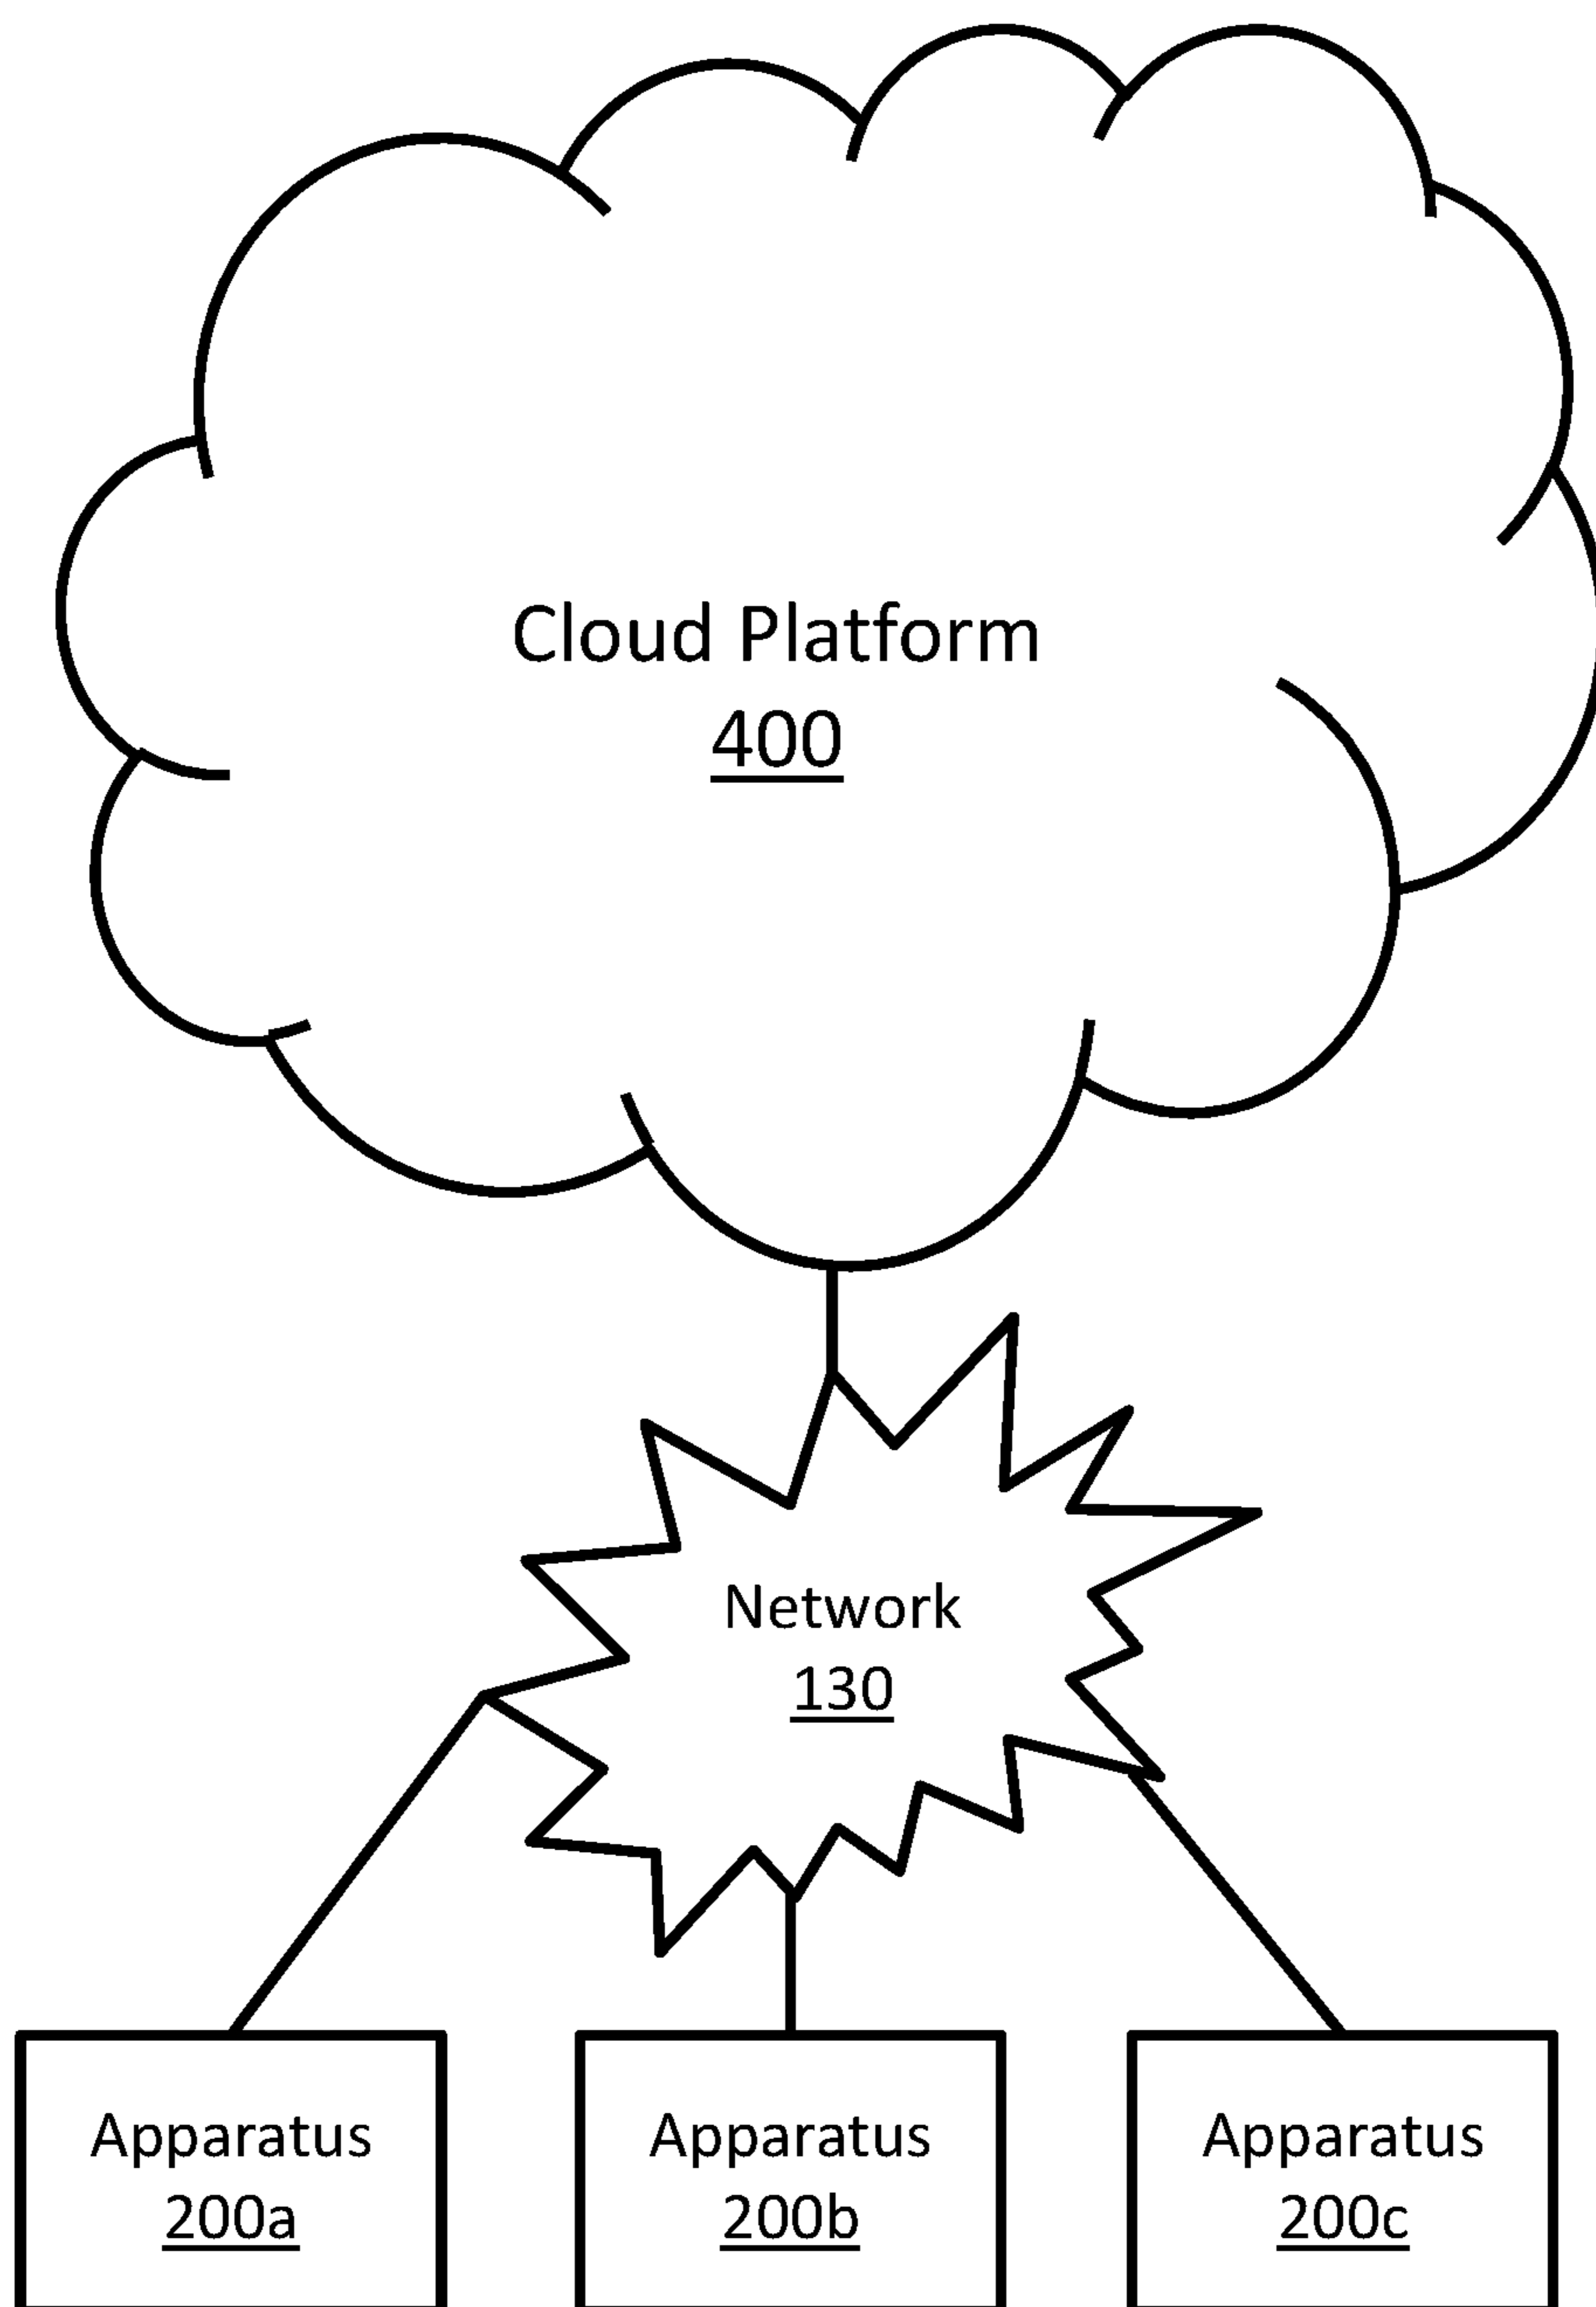 Cloud Platform
400
Network
130
Apparatus
200a
Apparatus
200b
Apparatus
200c